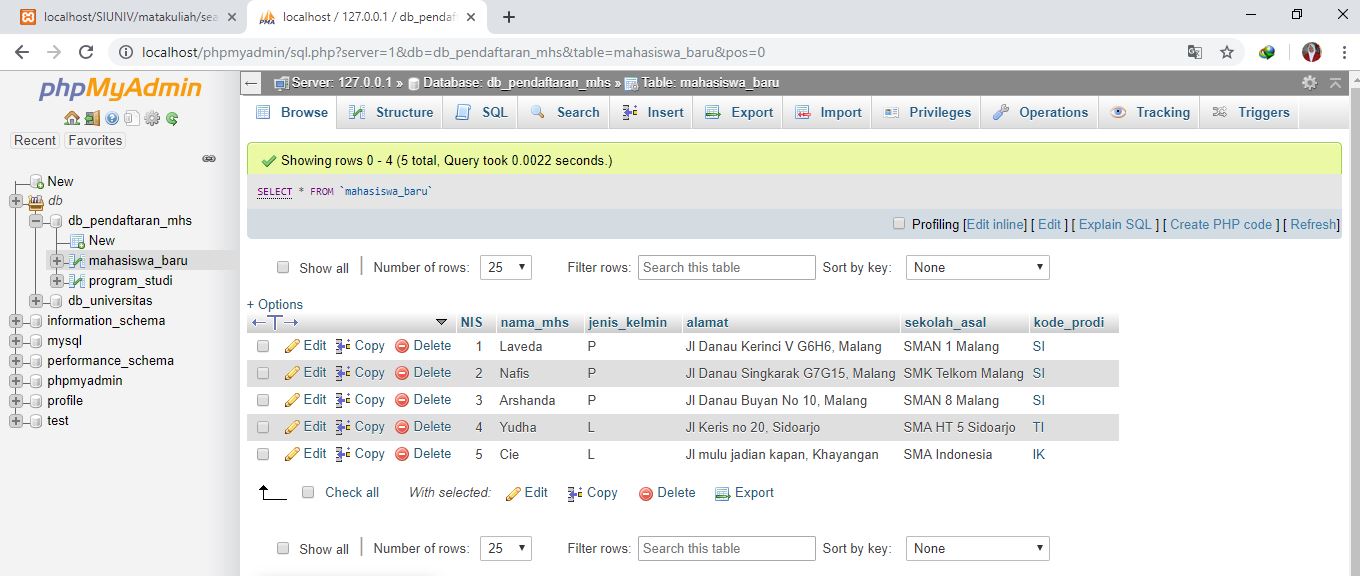 localhost/SIUNIV/matakuliah/sea
localhost / 127.0.0.1 / db_pendaft
localhost/phpmyadmin/sql.php?server=1&db=db_pendaftaran_mhs&table=mahasiswa_baru&pos=0
phpMyAdmin
Recent Favorites
New
db
db_pendaftaran_mhs
New
mahasiswa_baru
program_studi
db_universitas
information_schema
mysql
performance_schema
phpmyadmin
profile
test
Server: 127.0.0.1 » Database: db_pendaftaran_mhs » Table: mahasiswa_baru
Browse Structure SQL Search Insert Export Import Privileges Operations Tracking Triggers
Showing rows 0 - 4 (5 total, Query took 0.0022 seconds.)
SELECT * FROM `mahasiswa_baru`
Profiling [Edit inline] [ Edit ] [ Explain SQL ] [ Create PHP code ] [ Refresh]
Show all | Number of rows: 25 Filter rows: Search this table Sort by key: None
+ Options
NIS nama_mhs jenis_kelmin alamat sekolah_asal kode_prodi
Edit Copy Delete 1 Laveda P Jl Danau Kerinci V G6H6, Malang SMAN 1 Malang SI
Edit Copy Delete 2 Nafis P Jl Danau Singkarak G7G15, Malang SMK Telkom Malang SI
Edit Copy Delete 3 Arshanda P Jl Danau Buyan No 10, Malang SMAN 8 Malang SI
Edit Copy Delete 4 Yudha L Jl Keris no 20, Sidoarjo SMA HT 5 Sidoarjo TI
Edit Copy Delete 5 Cie L Jl mulu jadian kapan, Khayangan SMA Indonesia IK
Check all With selected: Edit Copy Delete Export
Show all | Number of rows: 25 Filter rows: Search this table Sort by key: None